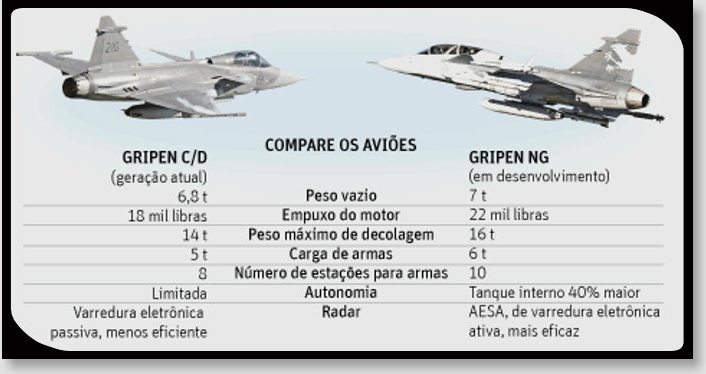 210
COMPARE OS AVIÕES
GRIPEN C/D
(geração atual)
GRIPEN NG
(em desenvolvimento)
6,8 t Peso vazio 7 t
18 mil libras Empuxo do motor 22 mil libras
14 t Peso máximo de decolagem 16 t
5 t Carga de armas 6 t
8 Número de estações para armas 10
Limitada Autonomia Tanque interno 40% maior
Varredura eletrônica Radar AESA, de varredura eletrônica
passiva, menos eficiente ativa, mais eficaz